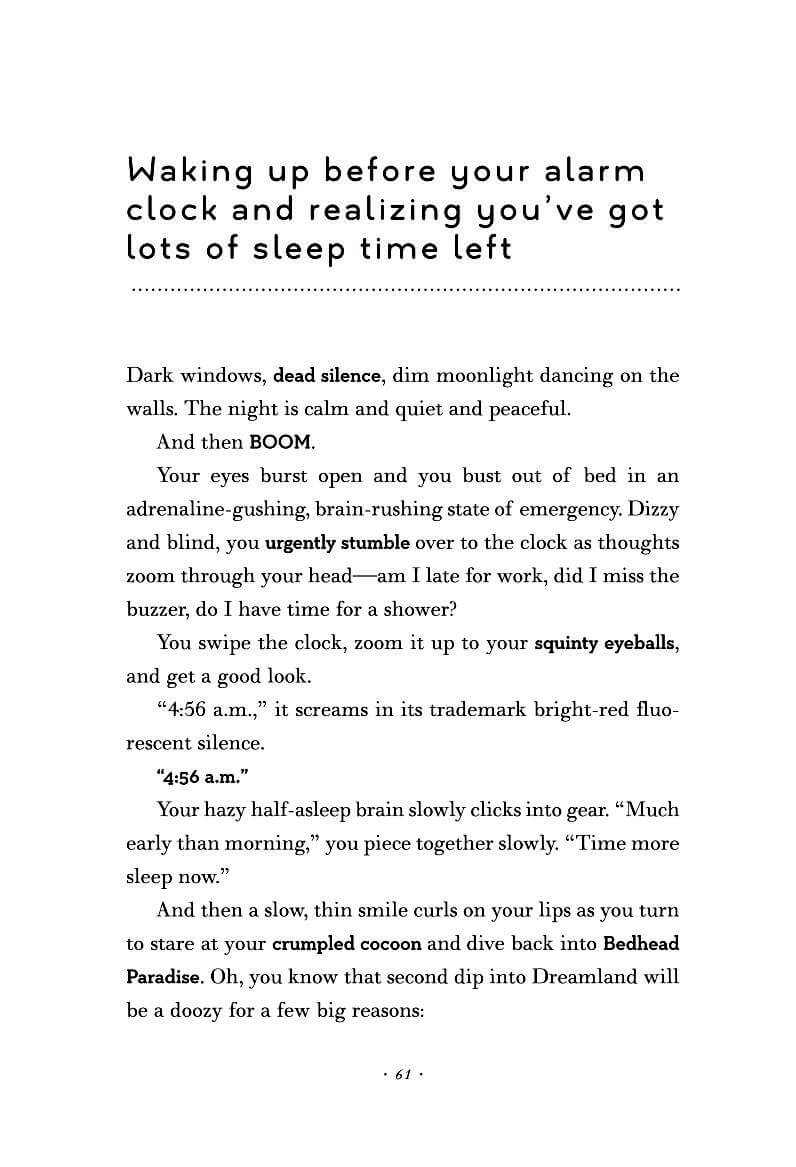 Waking up before your alarm
clock and realizing you’ve got
lots of sleep time left
Dark windows, dead silence, dim moonlight dancing on the
walls. The night is calm and quiet and peaceful.
And then BOOM.
Your eyes burst open and you bust out of bed in an
adrenaline-gushing, brain-rushing state of emergency. Dizzy
and blind, you urgently stumble over to the clock as thoughts
zoom through your head—am I late for work, did I miss the
buzzer, do I have time for a shower?
You swipe the clock, zoom it up to your squinty eyeballs,
and get a good look.
“4:56 a.m.,” it screams in its trademark bright-red fluo-
rescent silence.
“4:56 a.m.”
Your hazy half-asleep brain slowly clicks into gear. “Much
early than morning,” you piece together slowly. “Time more
sleep now.”
And then a slow, thin smile curls on your lips as you turn
to stare at your crumpled cocoon and dive back into Bedhead
Paradise. Oh, you know that second dip into Dreamland will
be a doozy for a few big reasons:
· 61 ·